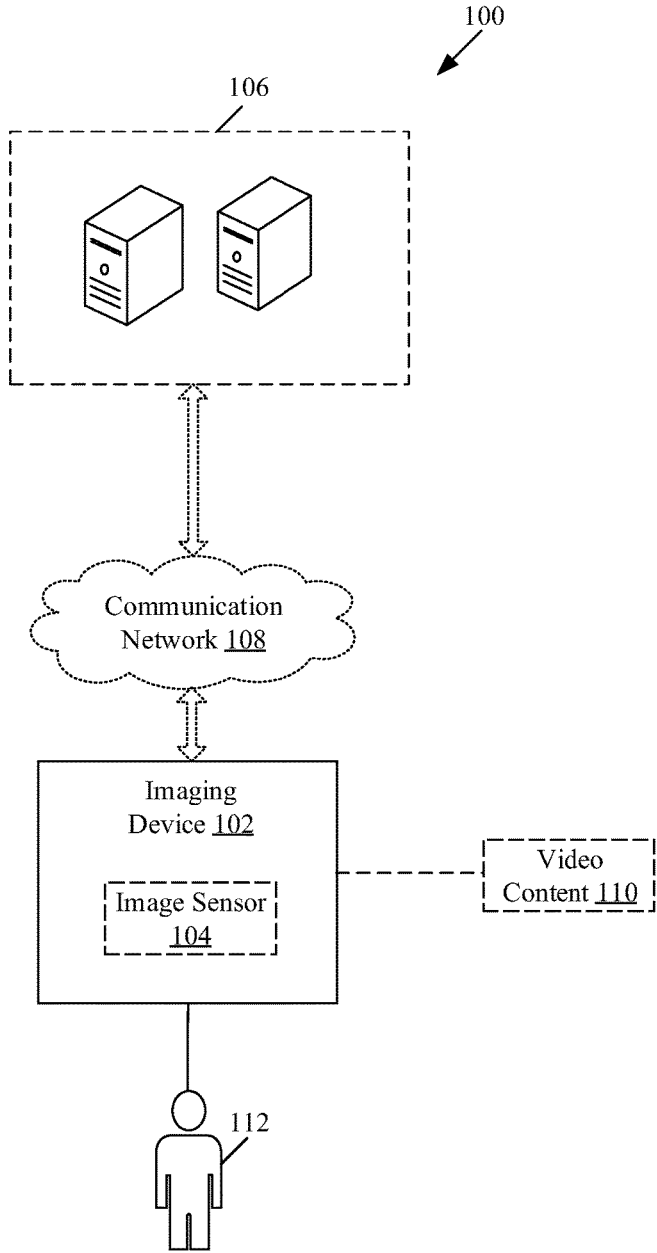 100
106
Communication
Network 108
Imaging
Device 102
Image Sensor
104
Video
Content 110
112